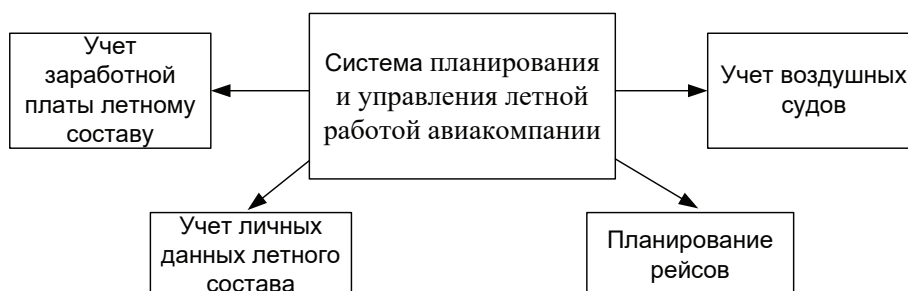 Учет
заработной
платы летному
составу
Система планирования
и управления летной
работой авиакомпании
Учет воздушных
судов
Учет личных
данных летного
состава
Планирование
рейсов